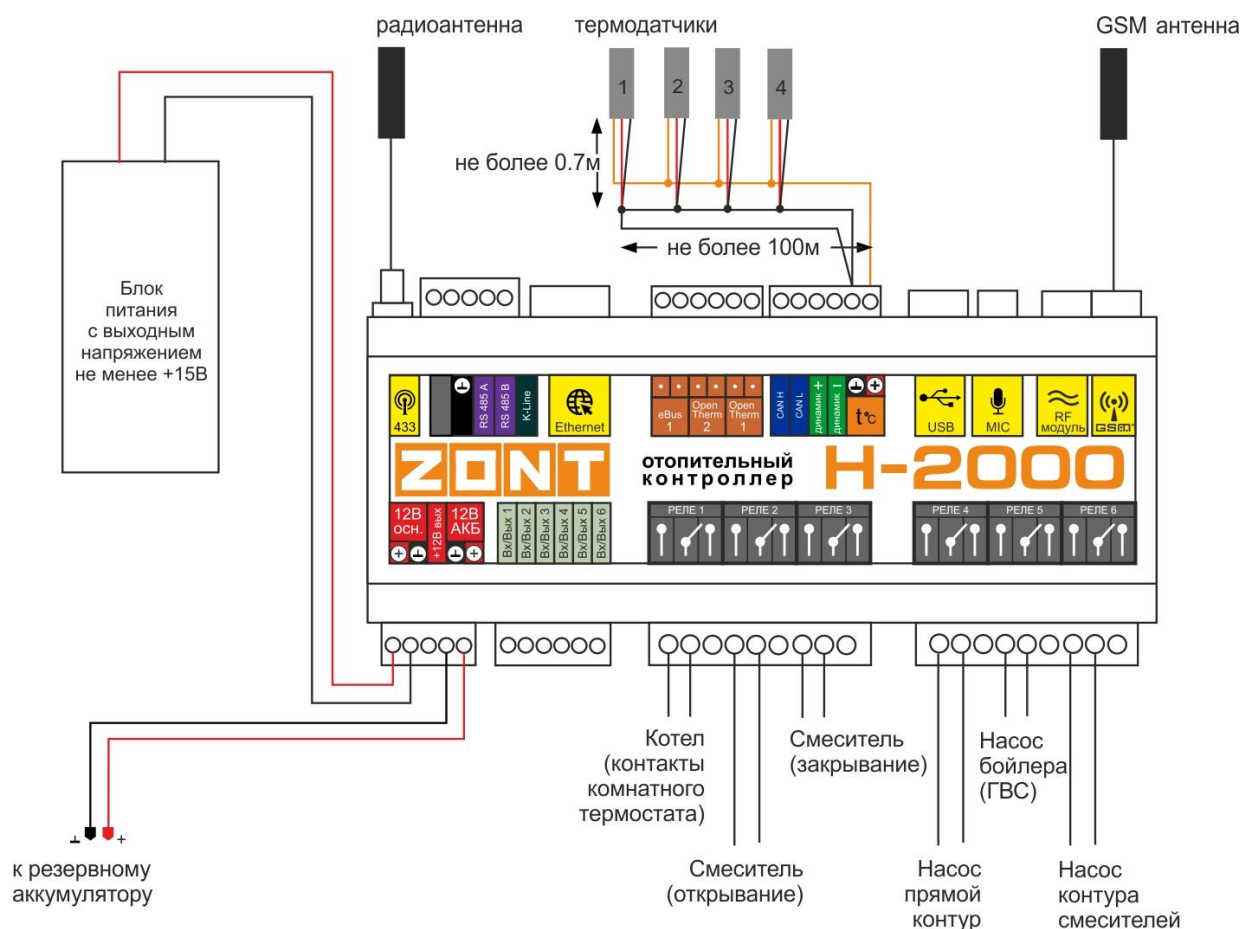 радиоантенна
термодатчики
GSM антенна
1
2
3
4
не более 0.7м
не более 100м
Блок
питания
с выходным
напряжением
не менее +15В
433
RS 485 A
RS 485 B
K-Line
Ethernet
eBus
1
Open
Therm
2
Open
Therm
1
CAN H
CAN L
динамик +
динамик −
t°C
USB
MIC
RF
модуль
GSM
ZONT
отопительный
контроллер
H-2000
12В
осн.
+12В вых
12В
АКБ
Вх/Вых 1
Вх/Вых 2
Вх/Вых 3
Вх/Вых 4
Вх/Вых 5
Вх/Вых 6
РЕЛЕ 1
РЕЛЕ 2
РЕЛЕ 3
РЕЛЕ 4
РЕЛЕ 5
РЕЛЕ 6
Котел
(контакты
комнатного
термостата)
Смеситель
(закрывание)
Насос
бойлера
(ГВС)
к резервному
аккумулятору
Смеситель
(открывание)
Насос
прямой
контур
Насос
контура
смесителей